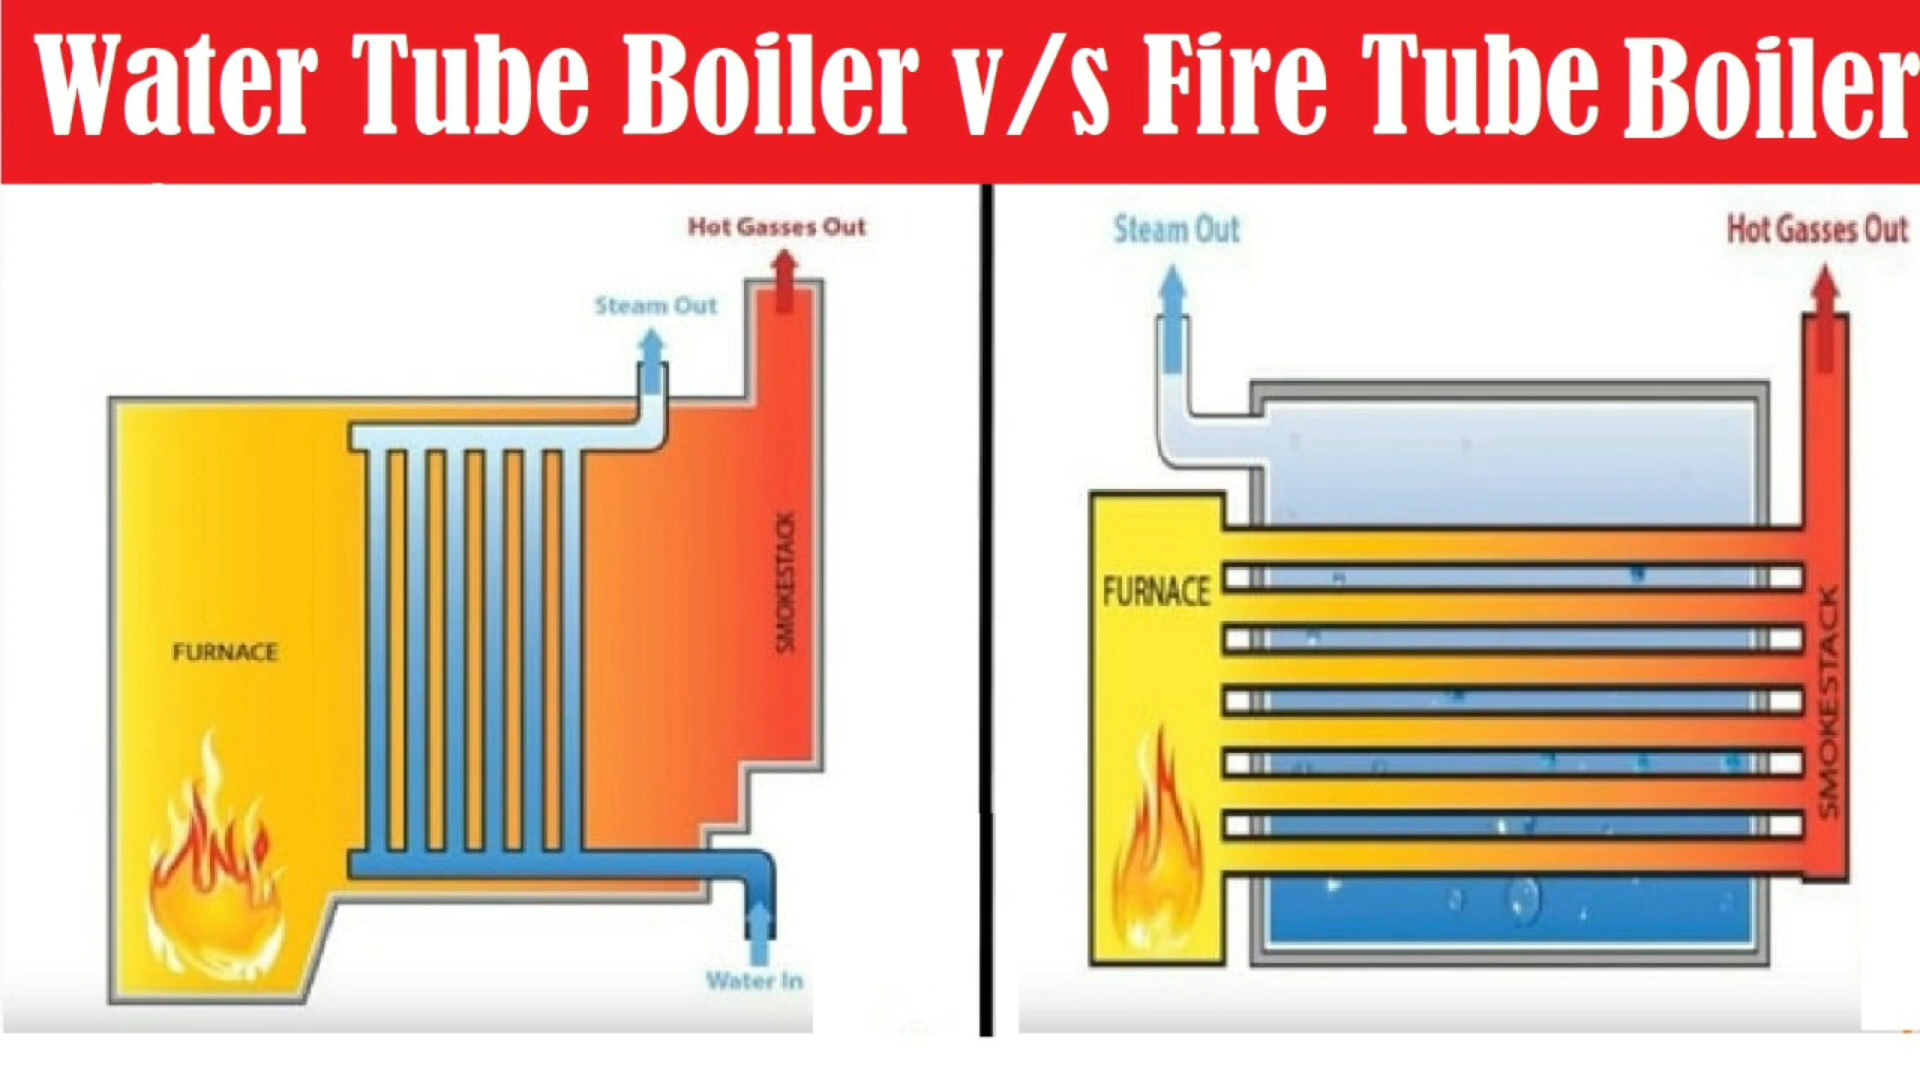 Water Tube Boiler v/s Fire Tube Boiler
Hot Gasses Out
Steam Out
FURNACE
SMOKESTACK
Water In
Steam Out
Hot Gasses Out
FURNACE
SMOKESTACK